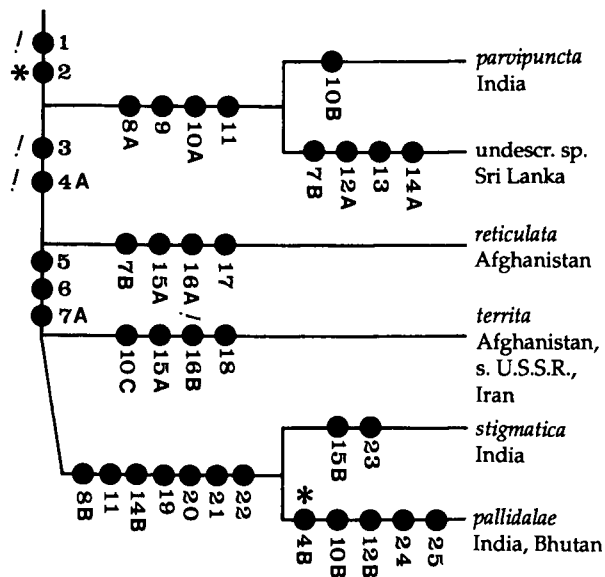 ! 1
* 2
8A 9 10A 11
10B
parvipuncta
India
7B 12A 13 14A
undescr. sp.
Sri Lanka
! 3
! 4A
7B 15A 16A! 17
reticulata
Afghanistan
5
6
7A
10C 15A 16B 18
territa
Afghanistan,
s. U.S.S.R.,
Iran
8B 11 14B 19 20 21 22
15B 23
stigmatica
India
*
4B 10B 12B 24 25
pallidalae
India, Bhutan